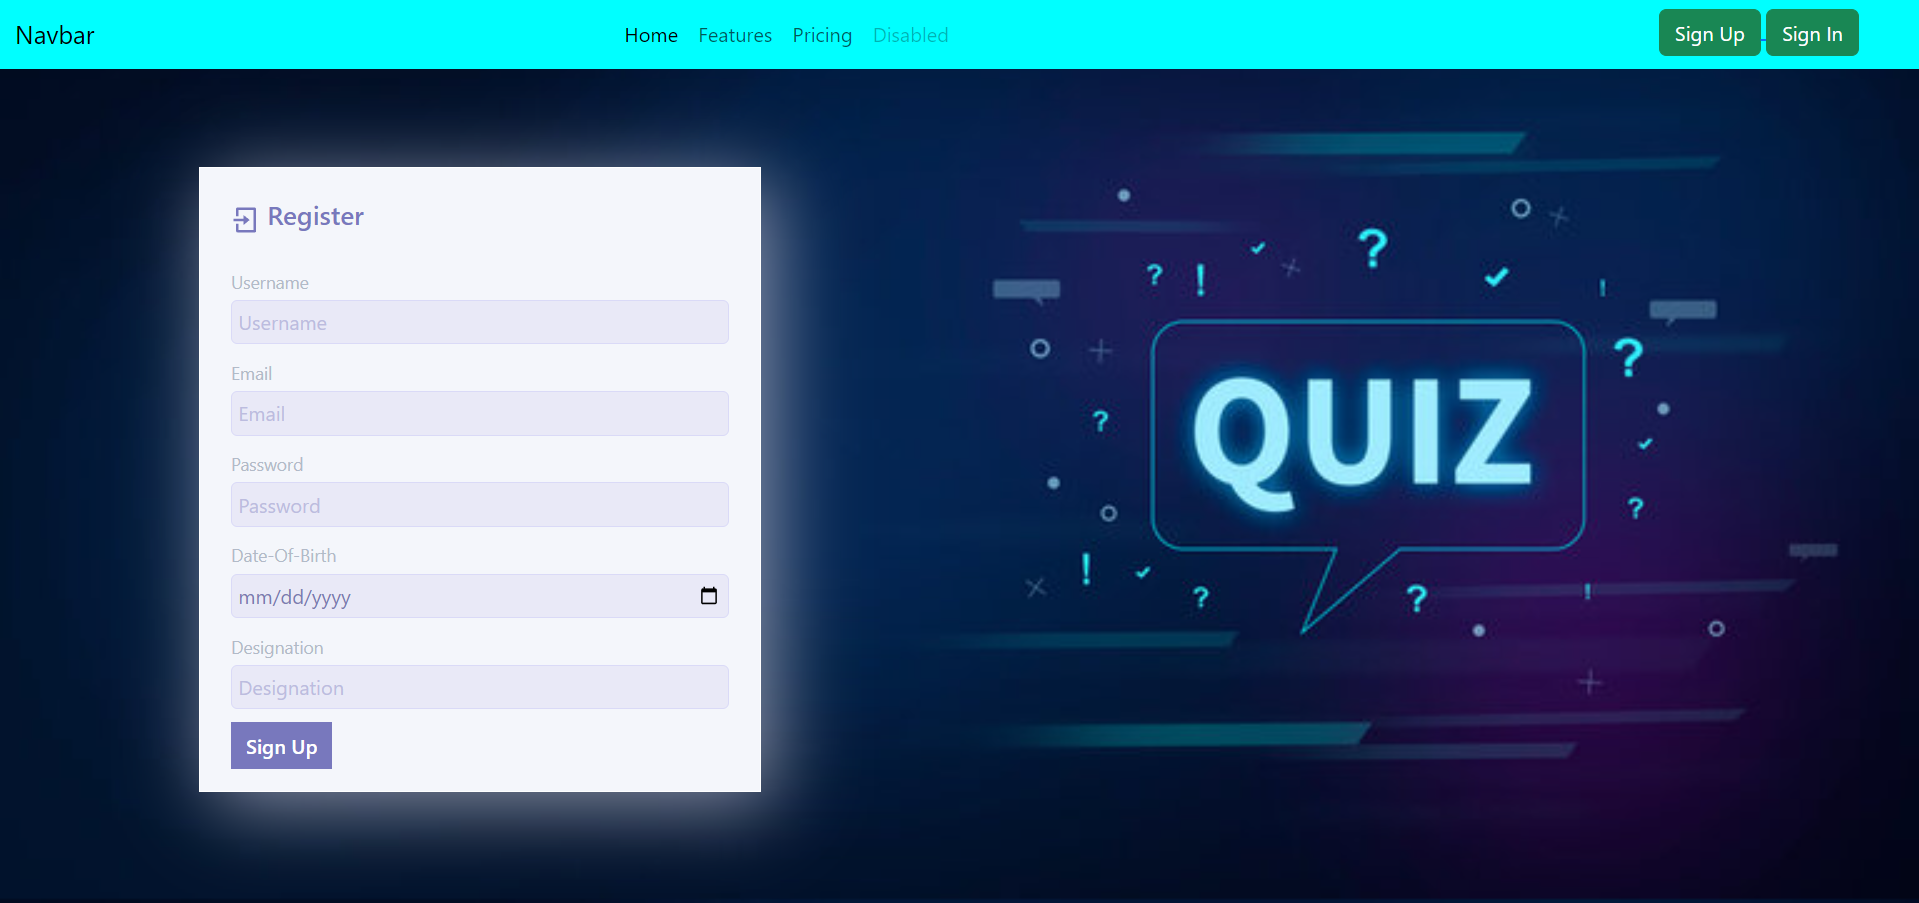 Navbar
Home Features Pricing Disabled
Sign Up Sign In
Register
Username
Username
Email
Email
Password
Password
Date-Of-Birth
mm/dd/yyyy
Designation
Designation
Sign Up
? ! ? !
?
QUIZ
?
?
! ? ? !